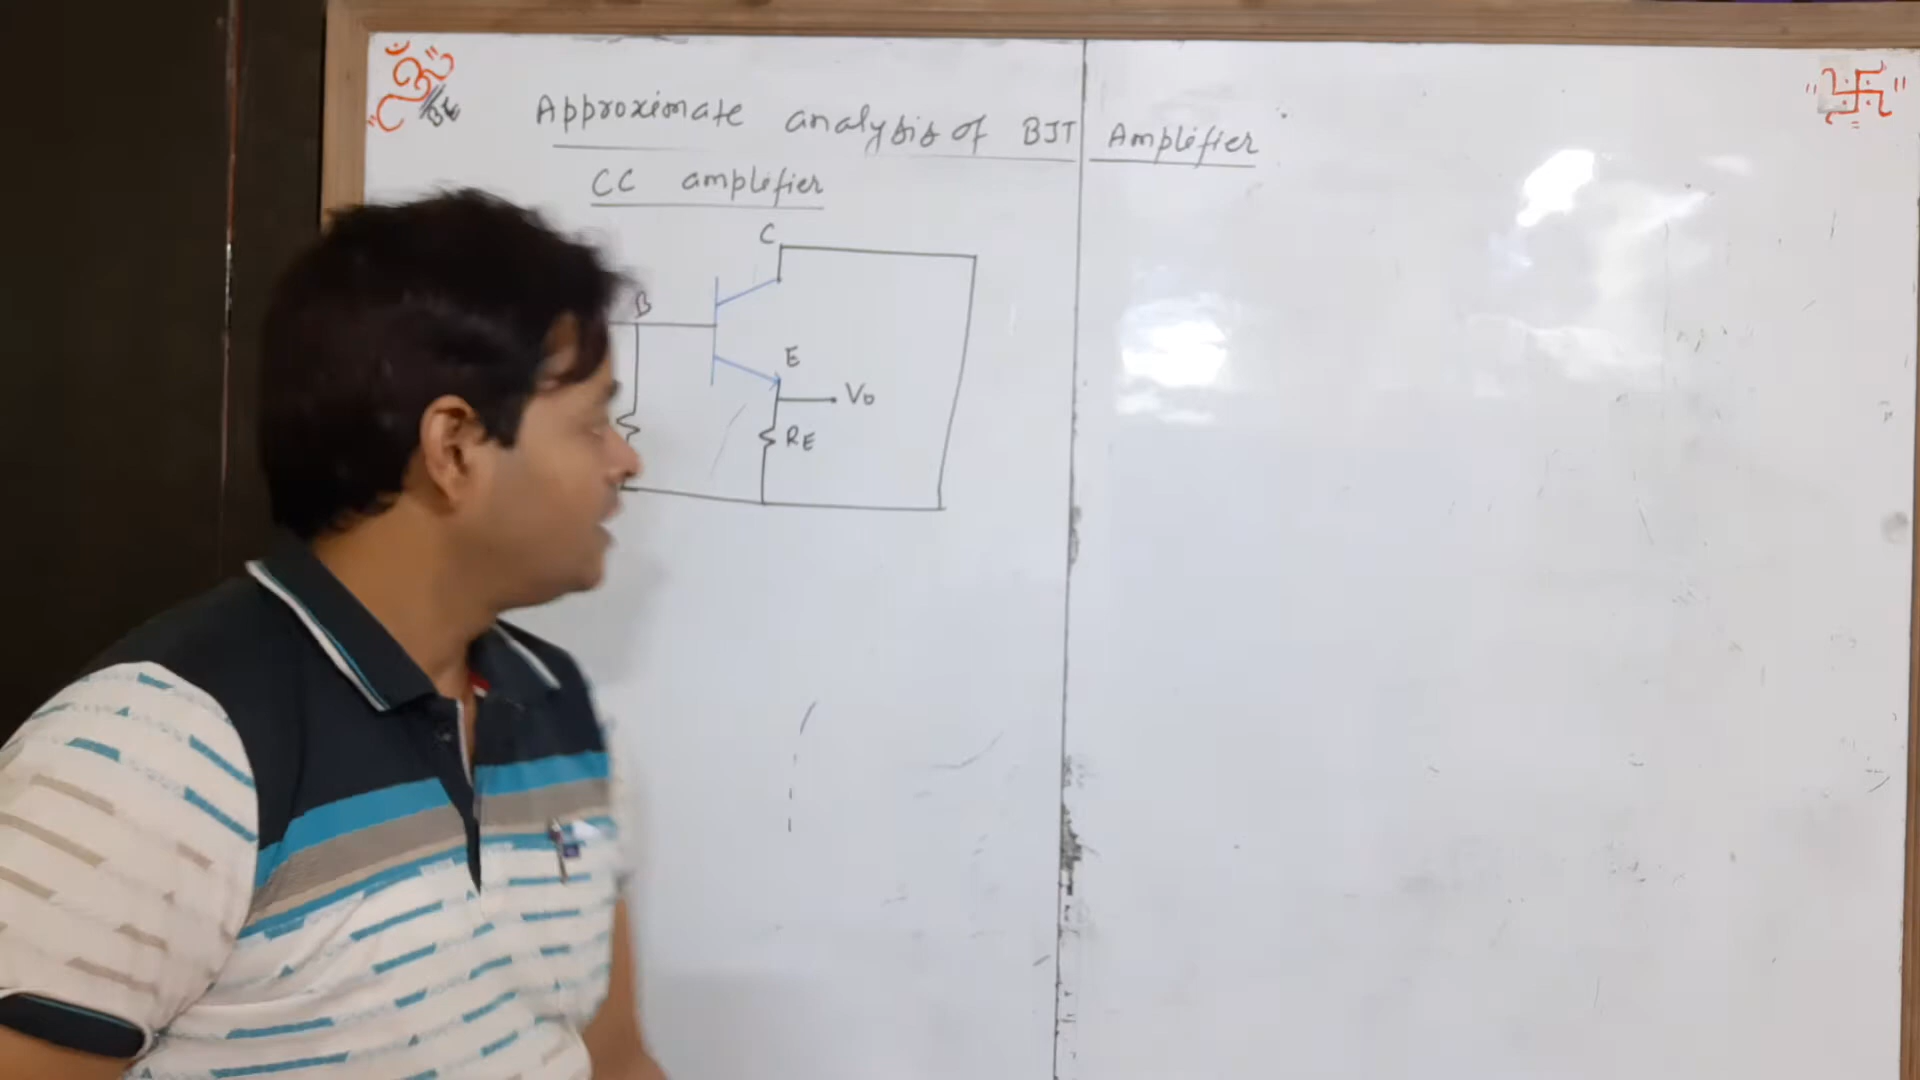 Approximate analysis of BJT Amplifier
CC amplifier
C
B
E
Vo
RE